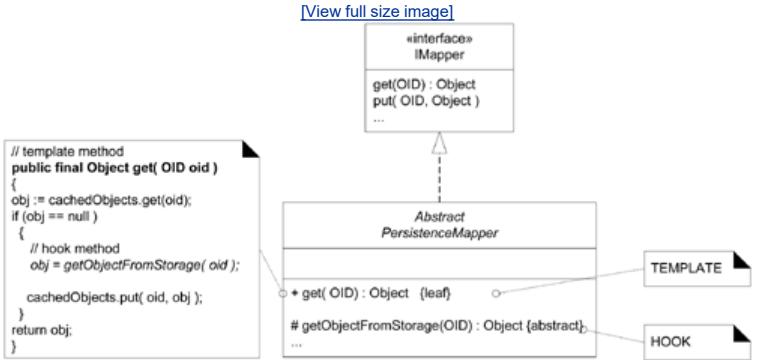 [View full size image]
«interface»
IMapper
get(OID) : Object
put( OID, Object )
...
// template method
public final Object get( OID oid )
{
obj := cachedObjects.get(oid);
if (obj == null )
{
// hook method
obj = getObjectFromStorage( oid );
cachedObjects.put( oid, obj );
}
return obj;
}
Abstract
PersistenceMapper
+ get( OID) : Object {leaf}
# getObjectFromStorage(OID) : Object {abstract}
...
TEMPLATE
HOOK